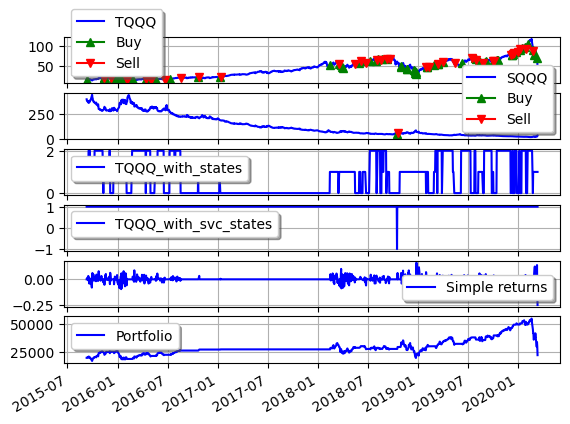 TQQQ
Buy
Sell
100
50
SQQQ
Buy
Sell
250
0
2
TQQQ_with_states
0
1
TQQQ_with_svc_states
−1
0.00
Simple returns
−0.25
50000
Portfolio
25000
2015-07
2016-01
2016-07
2017-01
2017-07
2018-01
2018-07
2019-01
2019-07
2020-01